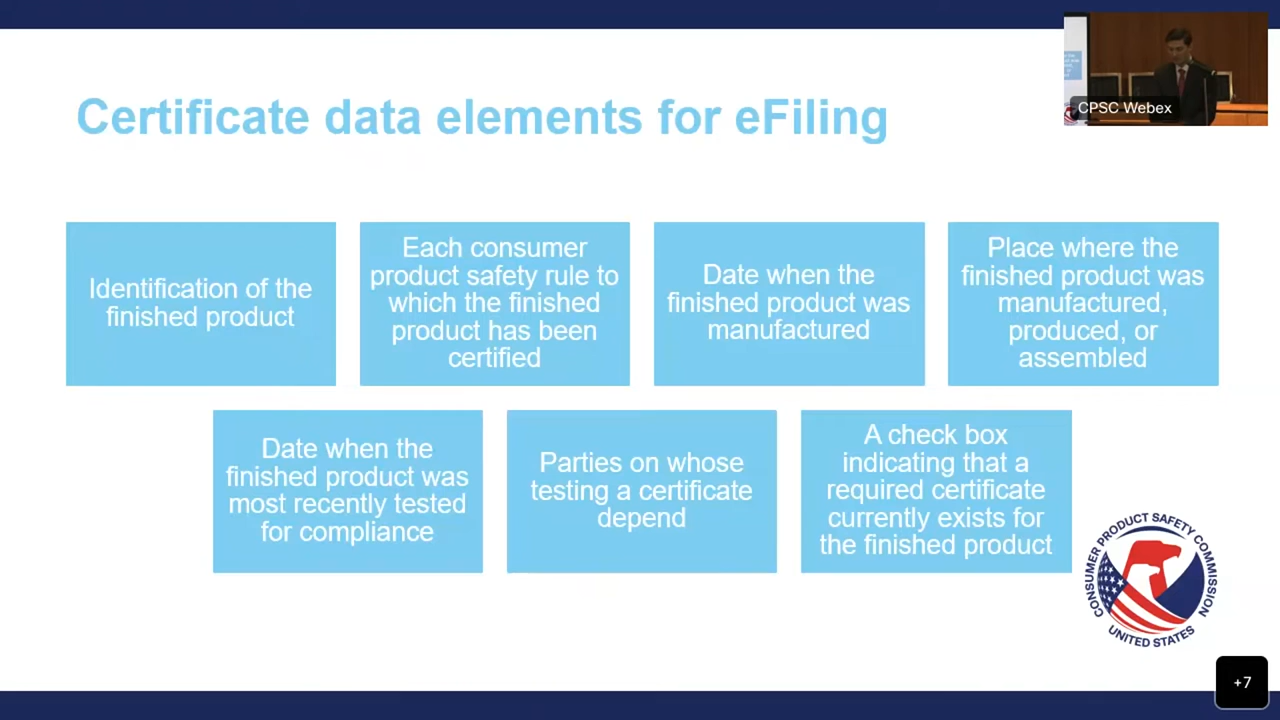 CPSC Webex
Certificate data elements for eFiling
Identification of the
finished product
Each consumer
product safety rule to
which the finished
product has been
certified
Date when the
finished product was
manufactured
Place where the
finished product was
manufactured,
produced, or
assembled
Date when the
finished product was
most recently tested
for compliance
Parties on whose
testing a certificate
depend
A check box
indicating that a
required certificate
currently exists for
the finished product
CONSUMER PRODUCT SAFETY COMMISSION
UNITED STATES
+7